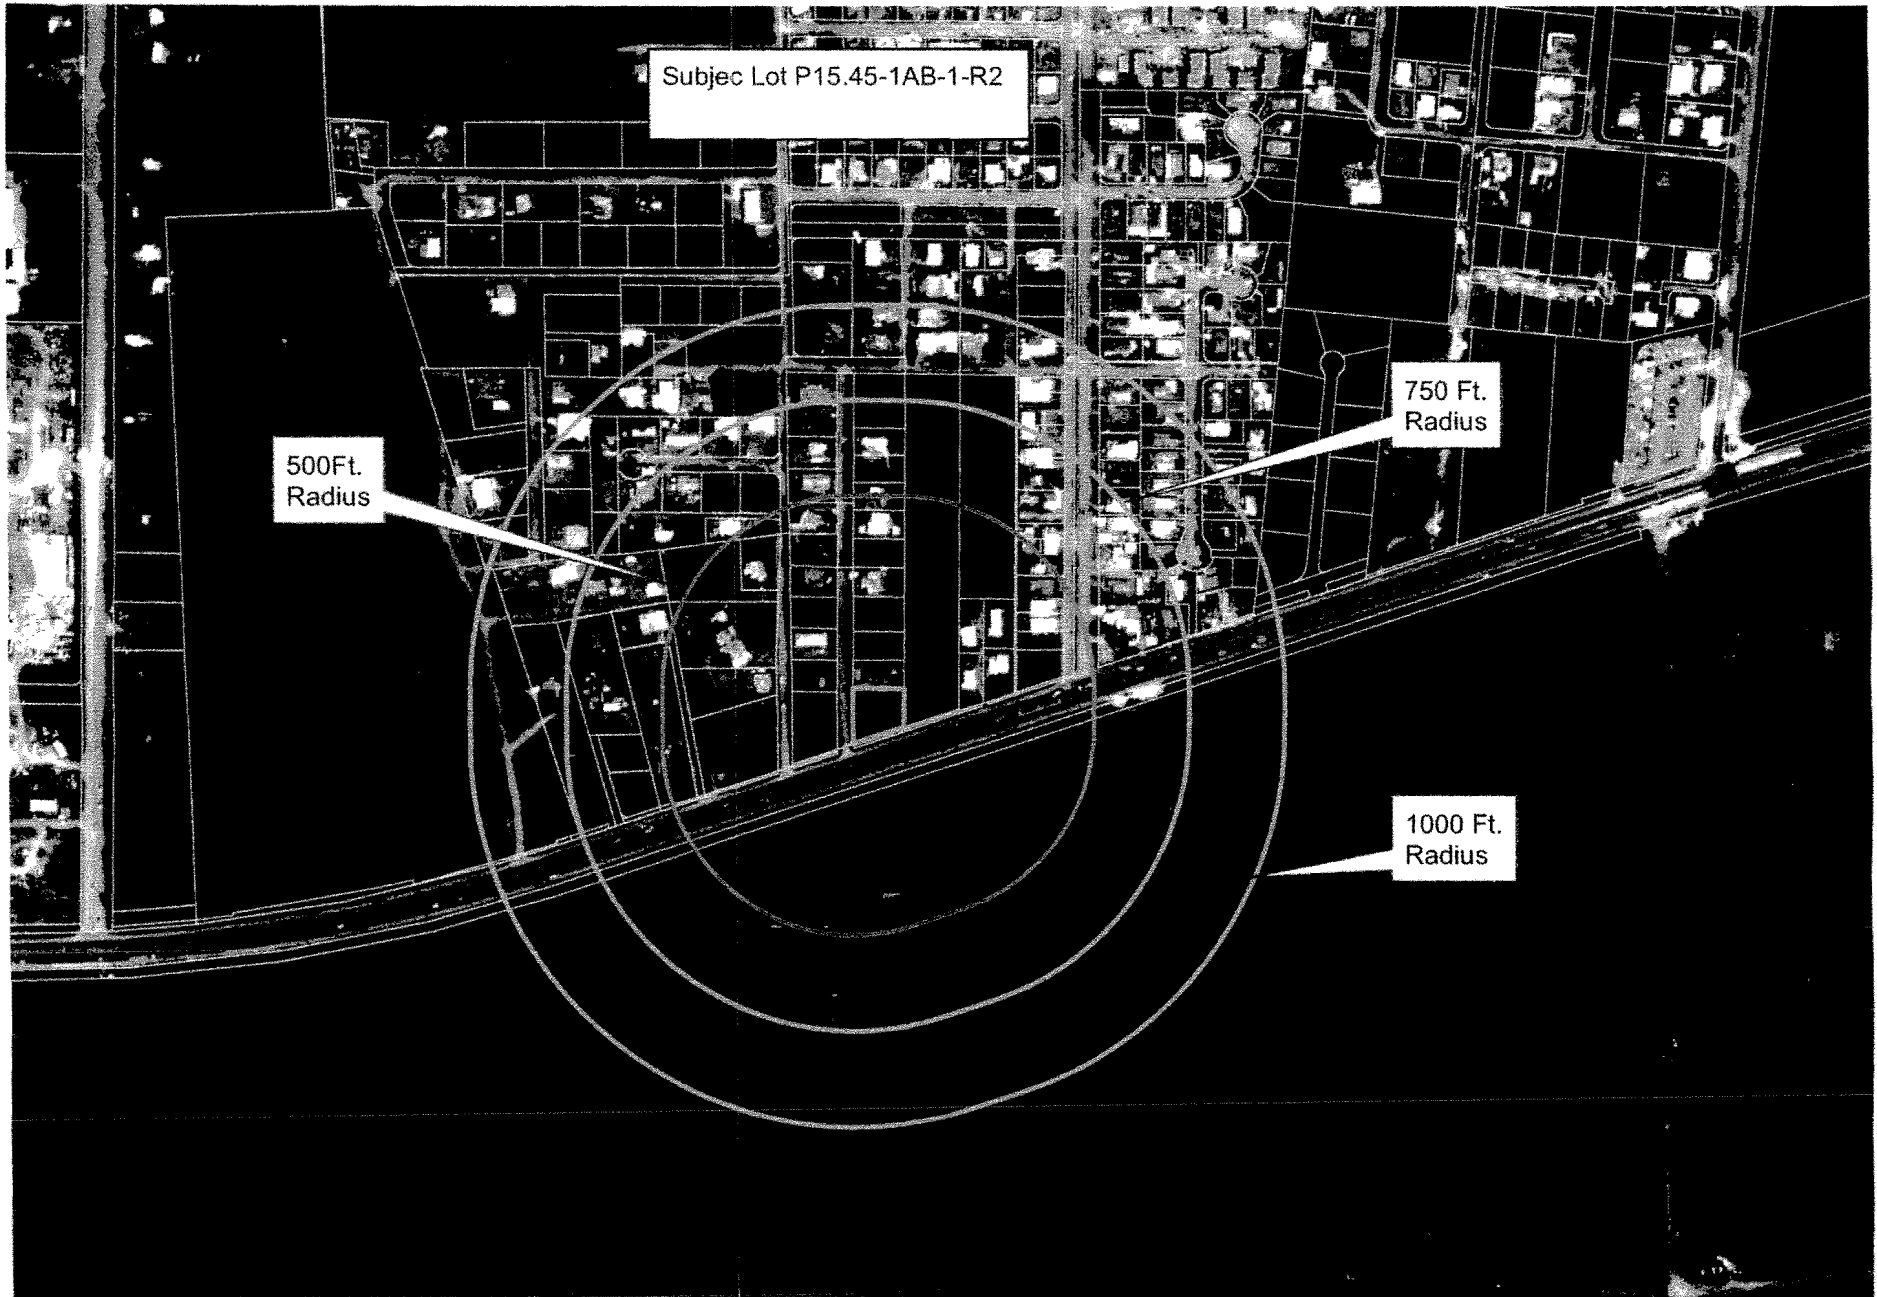 Subjec Lot P15.45-1AB-1-R2
750 Ft.
Radius
500Ft.
Radius
1000 Ft.
Radius